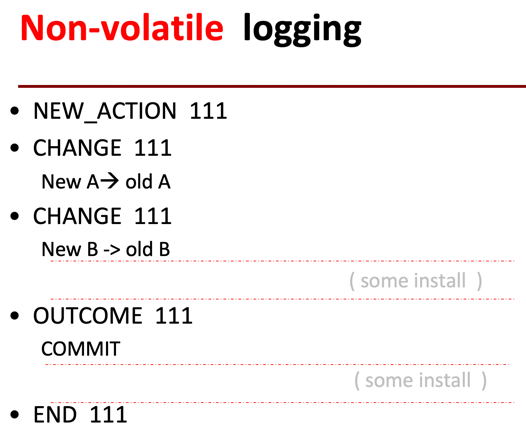 Non-volatile logging
• NEW_ACTION 111
• CHANGE 111
New A→ old A
• CHANGE 111
New B -> old B
( some install )
• OUTCOME 111
COMMIT
( some install )
• END 111